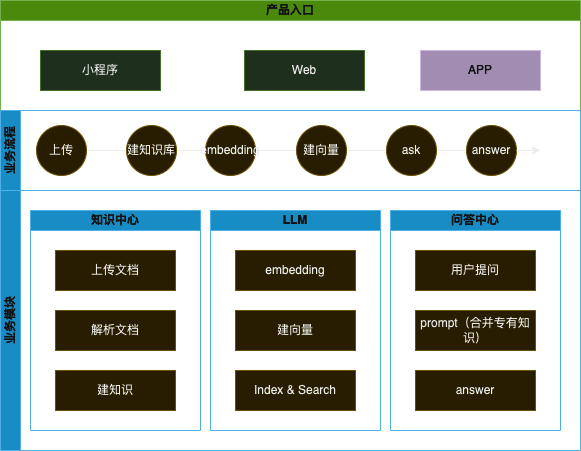 产品入口
小程序
Web
APP
业务流程
上传
建知识库
embedding
建向量
ask
answer
业务模块
知识中心
上传文档
解析文档
建知识
LLM
embedding
建向量
Index & Search
问答中心
用户提问
prompt（合并专有知
识）
answer